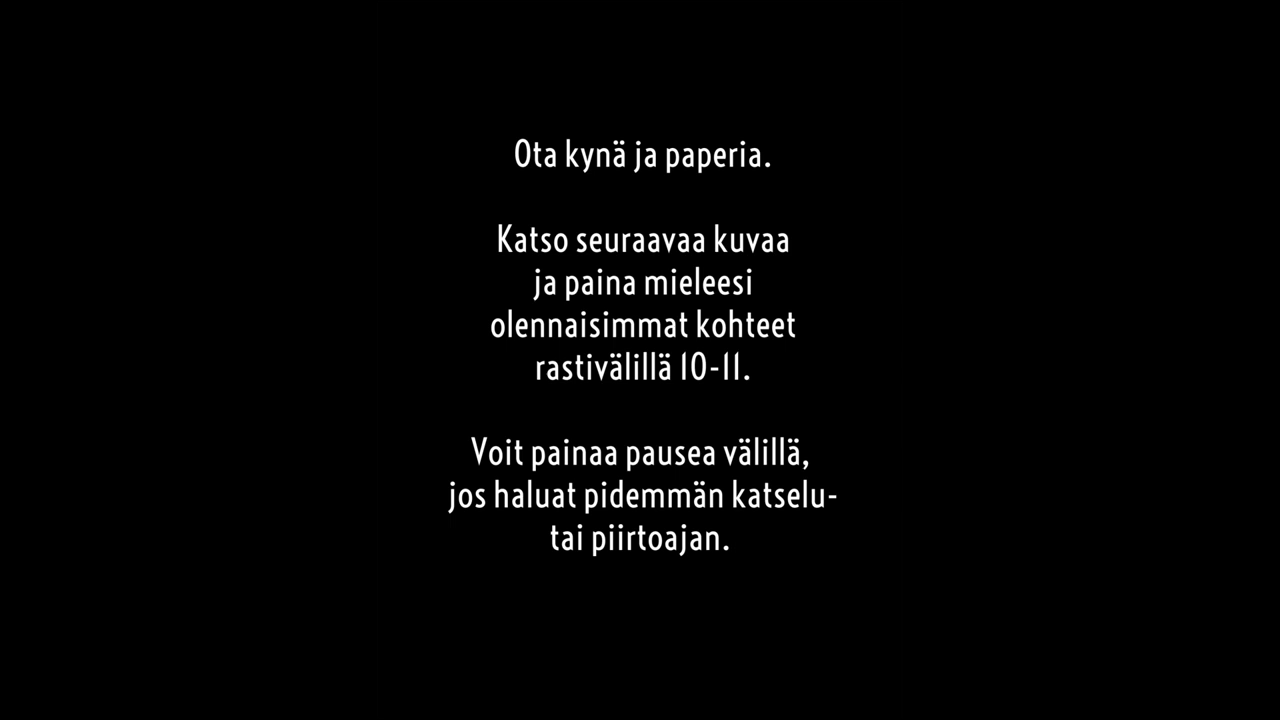 Ota kynä ja paperia.
Katso seuraavaa kuvaa
ja paina mieleesi
olennaisimmat kohteet
rastivälillä 10-11.
Voit painaa pausea välillä,
jos haluat pidemmän katselu-
tai piirtoajan.